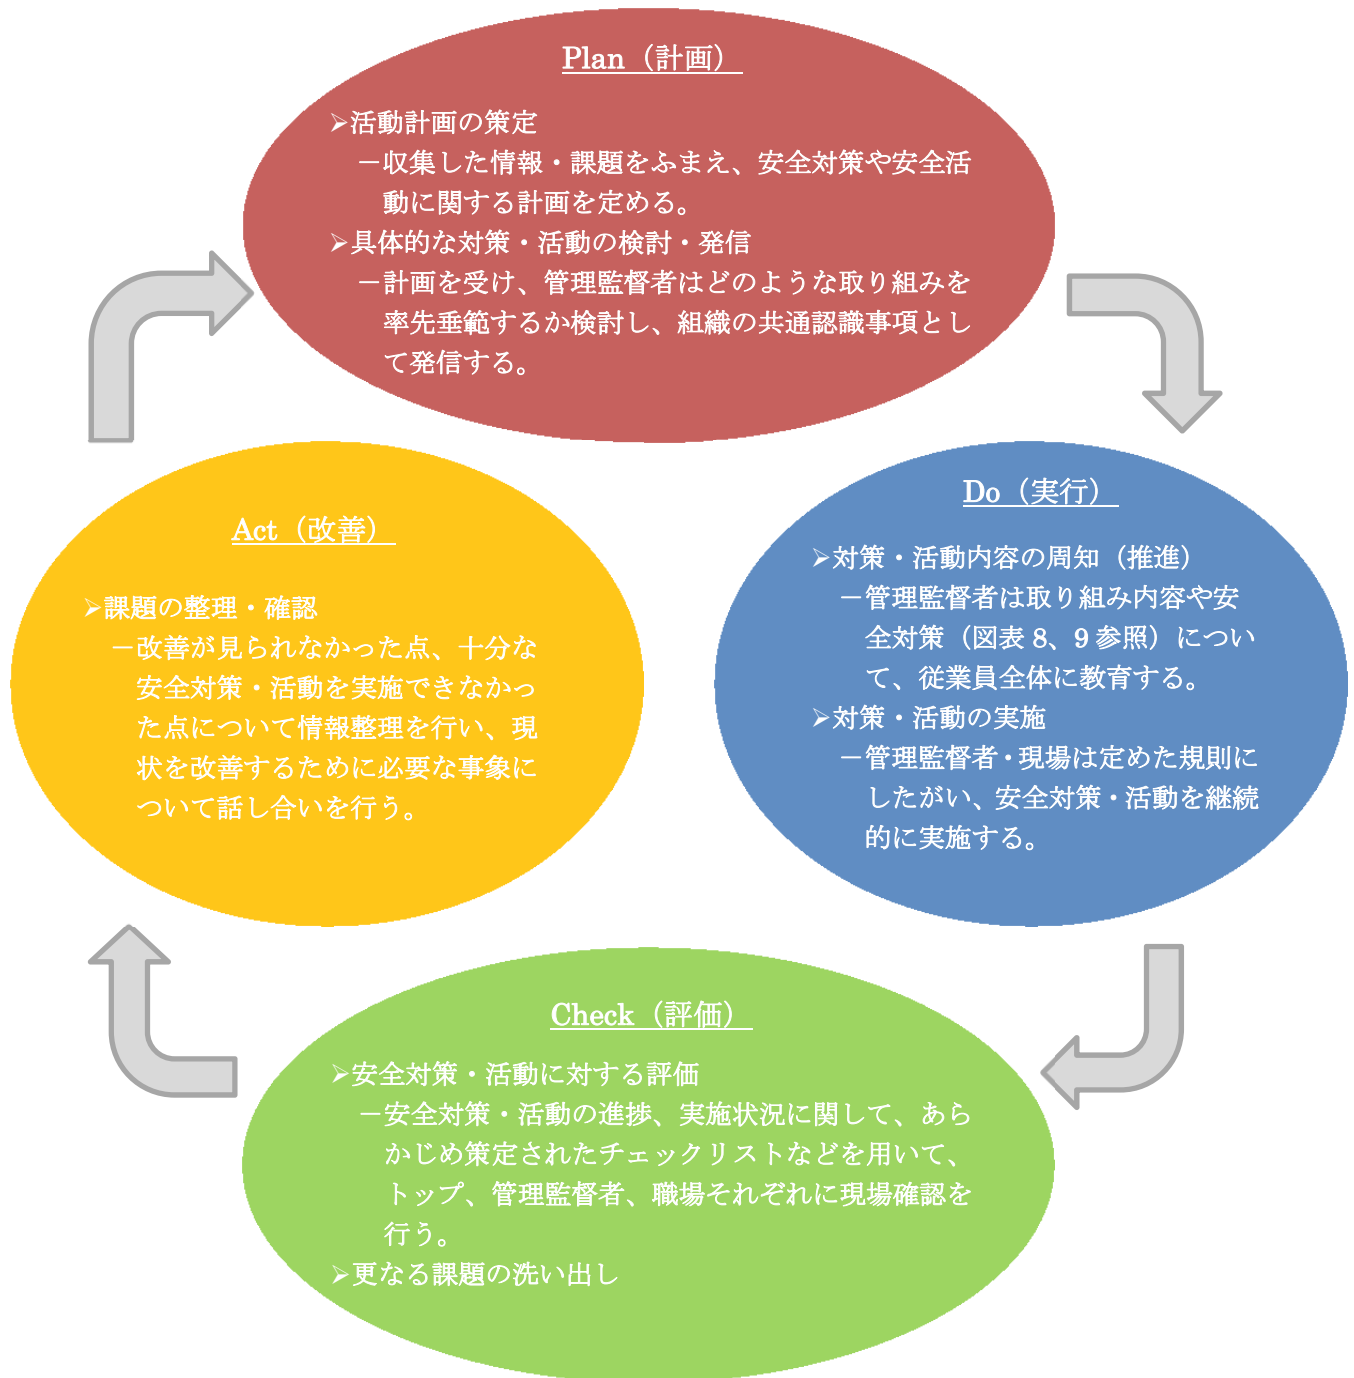 Plan（計画）
➢活動計画の策定
－収集した情報・課題をふまえ、安全対策や安全活
動に関する計画を定める。
➢具体的な対策・活動の検討・発信
－計画を受け、管理監督者はどのような取り組みを
率先垂範するか検討し、組織の共通認識事項とし
て発信する。
Do（実行）
➢対策・活動内容の周知（推進）
－管理監督者は取り組み内容や安
全対策（図表 8、9 参照）につい
て、従業員全体に教育する。
➢対策・活動の実施
－管理監督者・現場は定めた規則に
したがい、安全対策・活動を継続
的に実施する。
Check（評価）
➢安全対策・活動に対する評価
－安全対策・活動の進捗、実施状況に関して、あら
かじめ策定されたチェックリストなどを用いて、
トップ、管理監督者、職場それぞれに現場確認を
行う。
➢更なる課題の洗い出し
Act（改善）
➢課題の整理・確認
－改善が見られなかった点、十分な
安全対策・活動を実施できなかっ
た点について情報整理を行い、現
状を改善するために必要な事象に
ついて話し合いを行う。